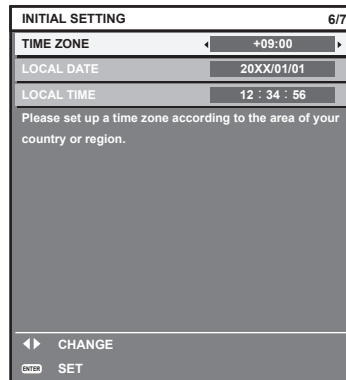 INITIAL SETTING 6/7
TIME ZONE +09:00
LOCAL DATE 20XX/01/01
LOCAL TIME 12 : 34 : 56
Please set up a time zone according to the area of your
country or region.
CHANGE
ENTER SET